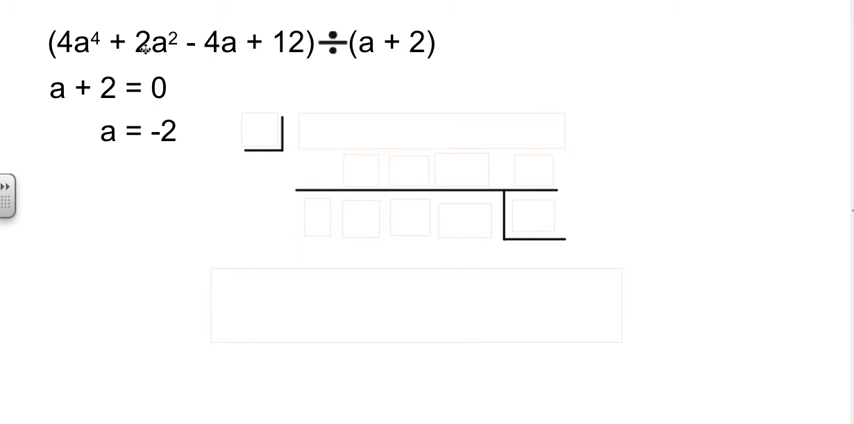 (4a⁴ + 2a² - 4a + 12)÷(a + 2)
a + 2 = 0
a = -2